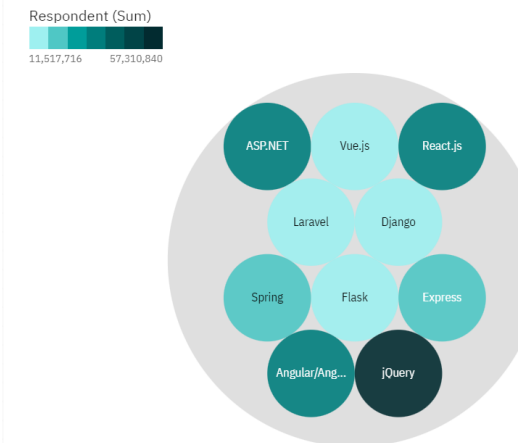 Respondent (Sum)
11,517,716 57,310,840
ASP.NET Vue.js React.js
Laravel Django
Spring Flask Express
Angular/Ang... jQuery